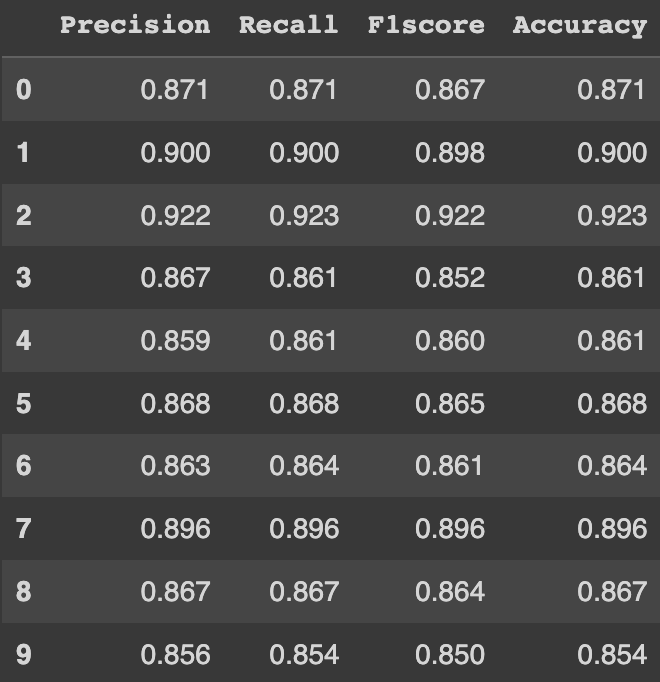 Precision Recall F1score Accuracy
0 0.871 0.871 0.867 0.871
1 0.900 0.900 0.898 0.900
2 0.922 0.923 0.922 0.923
3 0.867 0.861 0.852 0.861
4 0.859 0.861 0.860 0.861
5 0.868 0.868 0.865 0.868
6 0.863 0.864 0.861 0.864
7 0.896 0.896 0.896 0.896
8 0.867 0.867 0.864 0.867
9 0.856 0.854 0.850 0.854